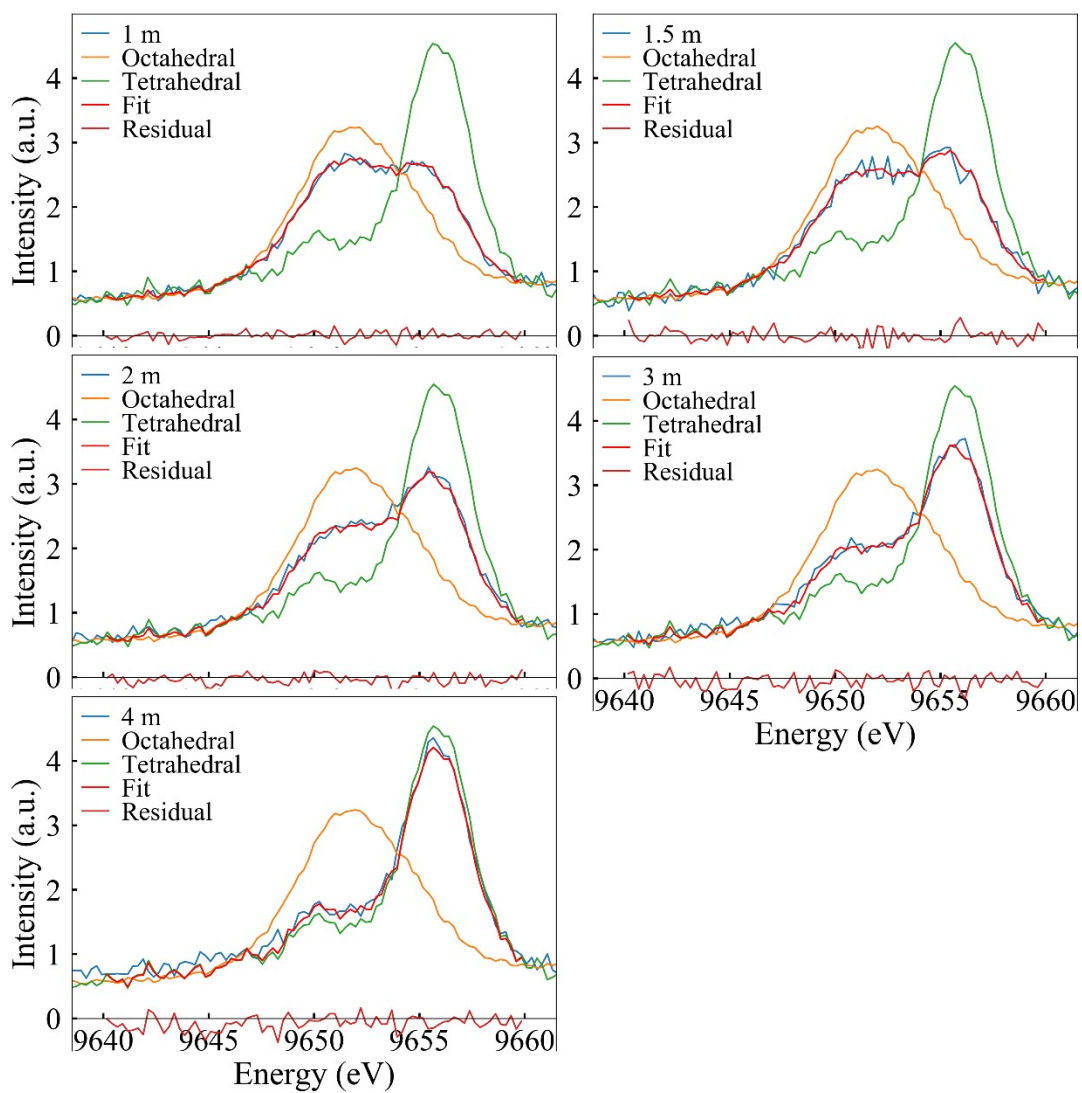 1 m
Octahedral
Tetrahedral
Fit
Residual
Intensity (a.u.)
4
3
2
1
0
1.5 m
Octahedral
Tetrahedral
Fit
Residual
Intensity (a.u.)
4
3
2
1
0
2 m
Octahedral
Tetrahedral
Fit
Residual
Intensity (a.u.)
4
3
2
1
0
3 m
Octahedral
Tetrahedral
Fit
Residual
Intensity (a.u.)
4
3
2
1
0
9640 9645 9650 9655 9660
Energy (eV)
4 m
Octahedral
Tetrahedral
Fit
Residual
Intensity (a.u.)
4
3
2
1
0
9640 9645 9650 9655 9660
Energy (eV)